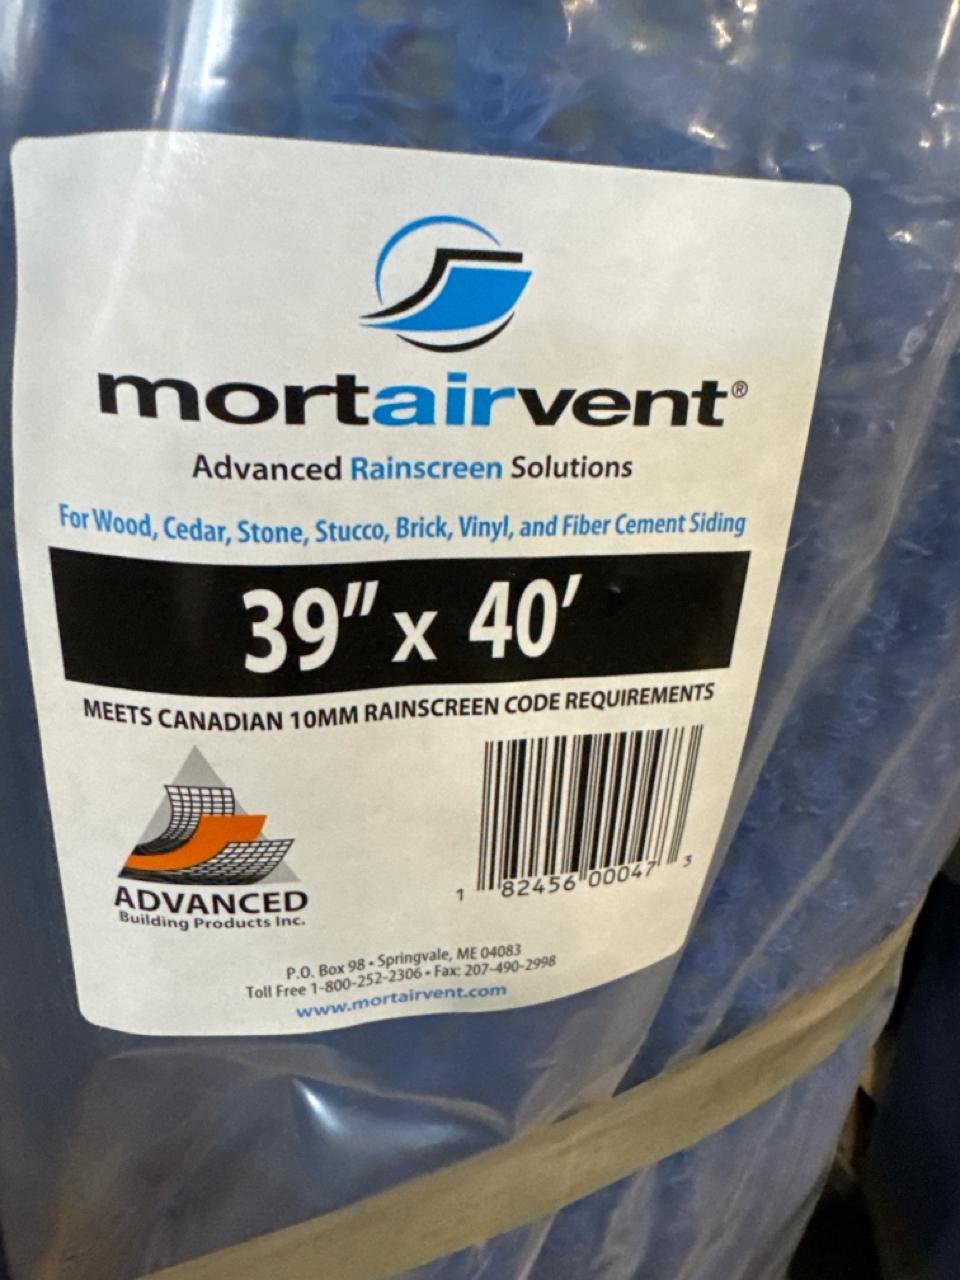 mortairvent®
Advanced Rainscreen Solutions
For Wood, Cedar, Stone, Stucco, Brick, Vinyl, and Fiber Cement Siding
39" x 40'
MEETS CANADIAN 10MM RAINSCREEN CODE REQUIREMENTS
1 82456 00047 3
ADVANCED
Building Products Inc.
P.O. Box 98 • Springvale, ME 04083
Toll Free 1-800-252-2306 • Fax: 207-490-2998
www.mortairvent.com